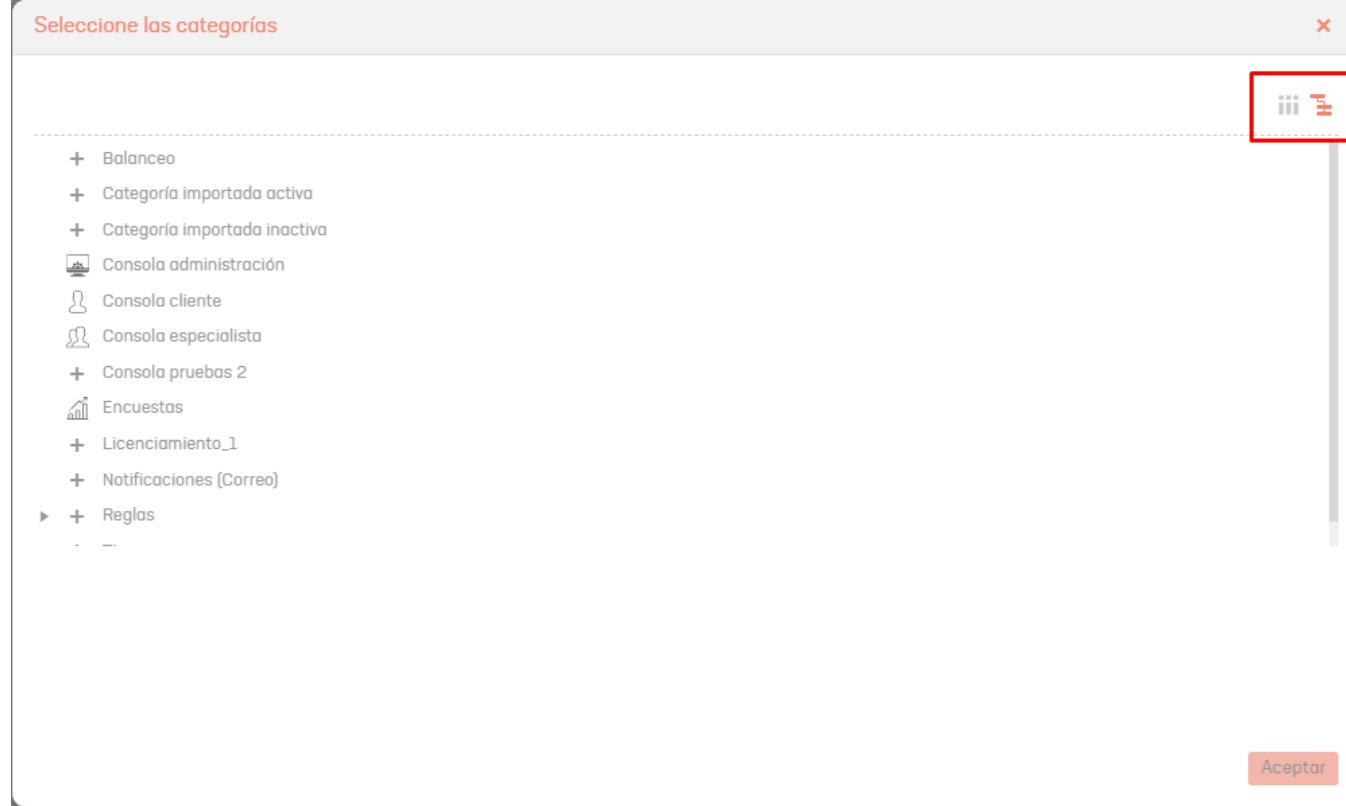 Seleccione las categorías
Balanceo
Categoría importada activa
Categoría importada inactiva
Consola administración
Consola cliente
Consola especialista
Consola pruebas 2
Encuestas
Licenciamiento_1
Notificaciones (Correo)
Reglas
Aceptar